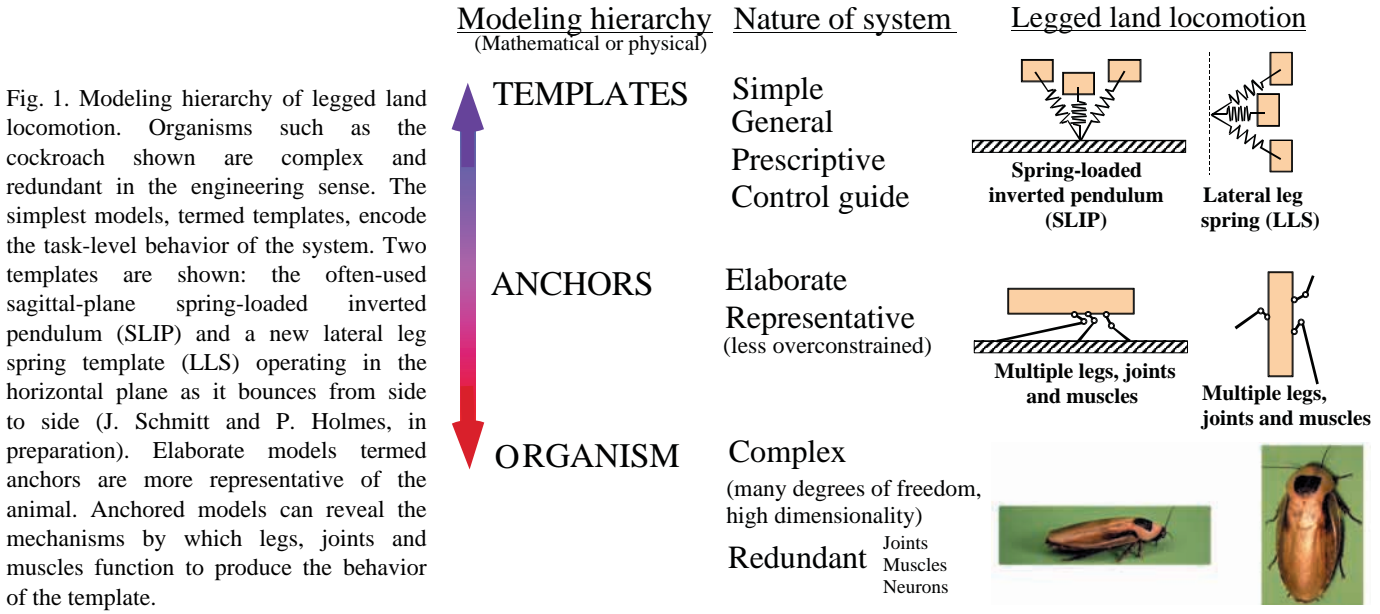 Fig. 1. Modeling hierarchy of legged land
locomotion. Organisms such as the
cockroach shown are complex and
redundant in the engineering sense. The
simplest models, termed templates, encode
the task-level behavior of the system. Two
templates are shown: the often-used
sagittal-plane spring-loaded inverted
pendulum (SLIP) and a new lateral leg
spring template (LLS) operating in the
horizontal plane as it bounces from side
to side (J. Schmitt and P. Holmes, in
preparation). Elaborate models termed
anchors are more representative of the
animal. Anchored models can reveal the
mechanisms by which legs, joints and
muscles function to produce the behavior
of the template.
Modeling hierarchy
(Mathematical or physical)
Nature of system
Legged land locomotion
TEMPLATES
Simple
General
Prescriptive
Control guide
Spring-loaded
inverted pendulum
(SLIP)
Lateral leg
spring (LLS)
ANCHORS
Elaborate
Representative
(less overconstrained)
Multiple legs, joints
and muscles
Multiple legs,
joints and muscles
ORGANISM
Complex
(many degrees of freedom,
high dimensionality)
Redundant
Joints
Muscles
Neurons